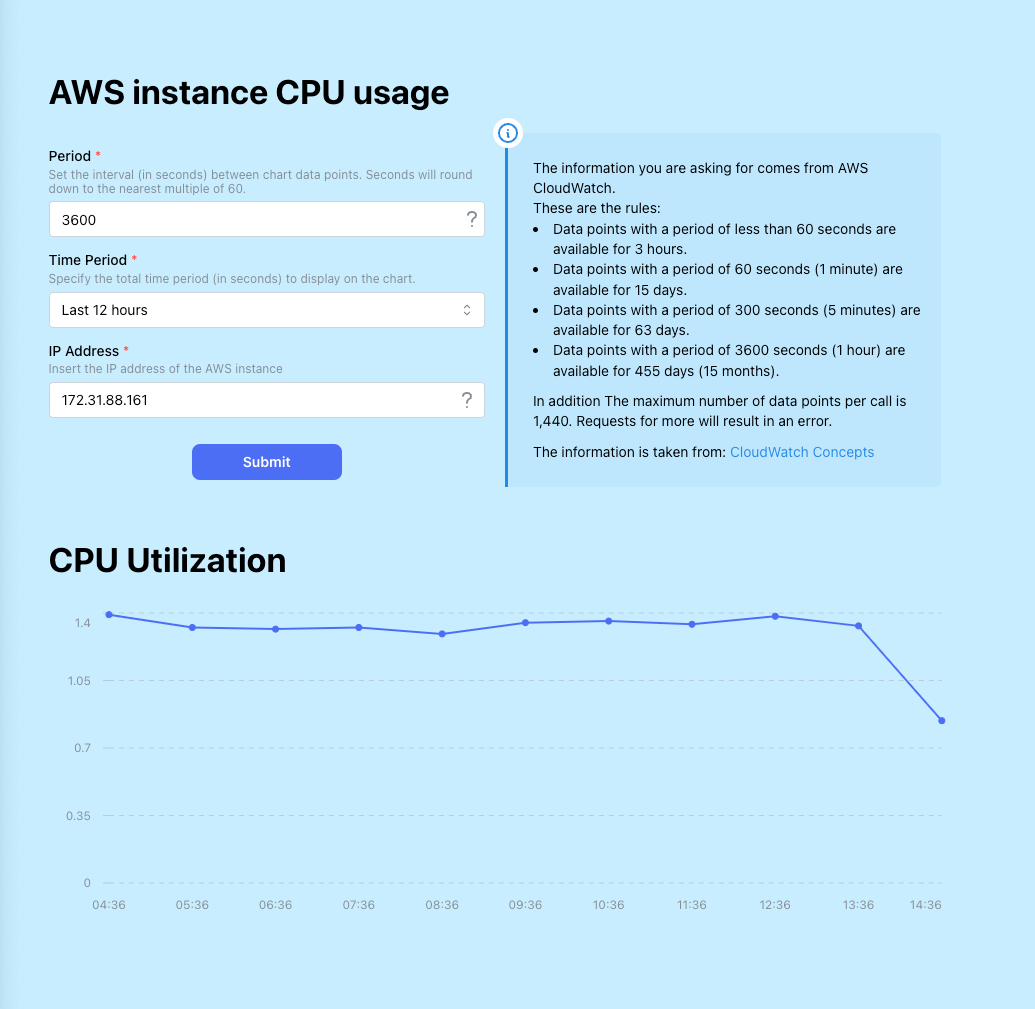 AWS instance CPU usage
Period *
Set the interval (in seconds) between chart data points. Seconds will round
down to the nearest multiple of 60.
3600
?
Time Period *
Specify the total time period (in seconds) to display on the chart.
Last 12 hours
IP Address *
Insert the IP address of the AWS instance
172.31.88.161
?
Submit
The information you are asking for comes from AWS
CloudWatch.
These are the rules:
• Data points with a period of less than 60 seconds are
available for 3 hours.
• Data points with a period of 60 seconds (1 minute) are
available for 15 days.
• Data points with a period of 300 seconds (5 minutes) are
available for 63 days.
• Data points with a period of 3600 seconds (1 hour) are
available for 455 days (15 months).
In addition The maximum number of data points per call is
1,440. Requests for more will result in an error.
The information is taken from: CloudWatch Concepts
CPU Utilization
1.4
1.05
0.7
0.35
0
04:36 05:36 06:36 07:36 08:36 09:36 10:36 11:36 12:36 13:36 14:36